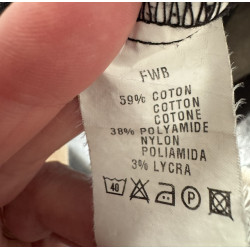 FWB
59% COTON
COTTON
COTONE
38% POLYAMIDE
NYLON
POLIAMIDA
3% LYCRA
40 P